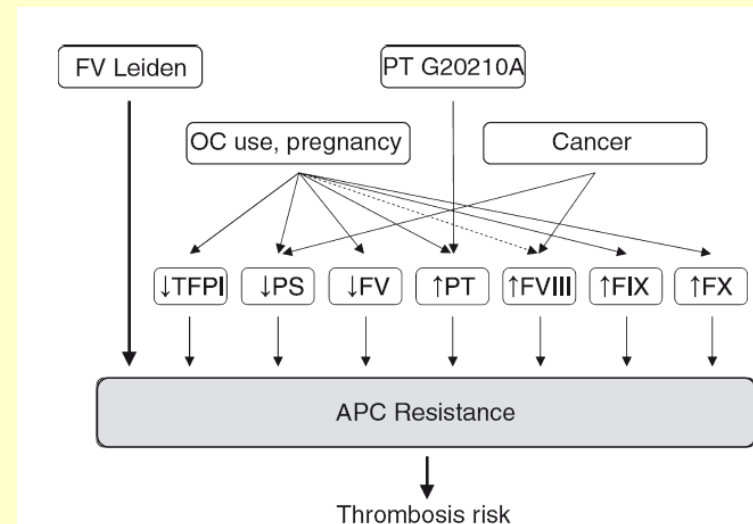 FV Leiden
PT G20210A
OC use, pregnancy
Cancer
↓TFPI
↓PS
↓FV
↑PT
↑FVIII
↑FIX
↑FX
APC Resistance
Thrombosis risk